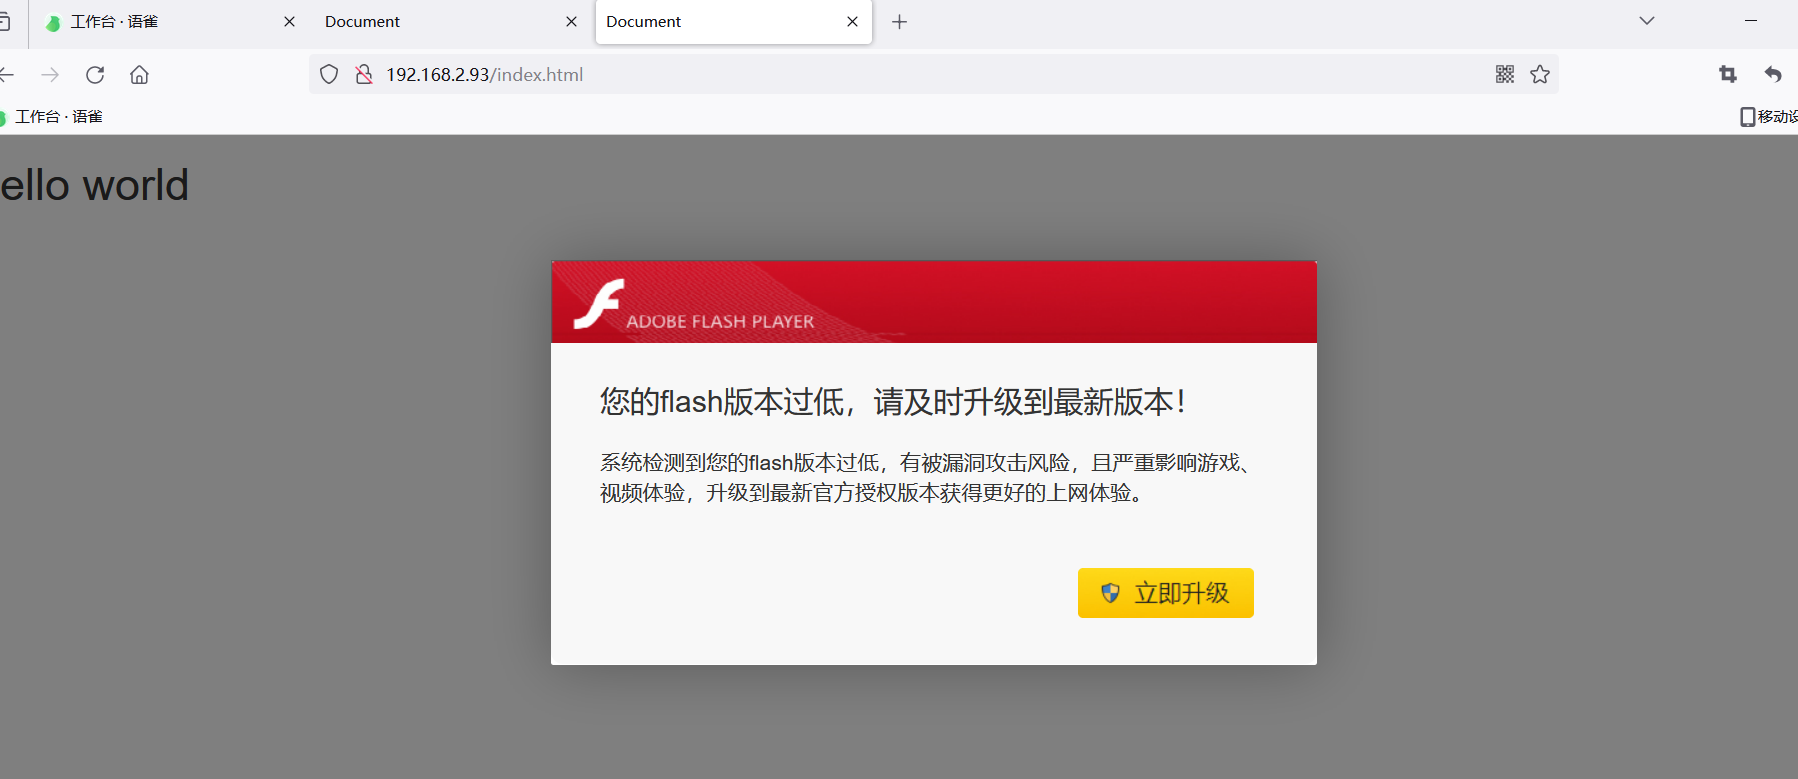 工作台 · 语雀
Document
Document
192.168.2.93/index.html
工作台 · 语雀
移动设
ello world
ADOBE FLASH PLAYER
您的flash版本过低，请及时升级到最新版本！
系统检测到您的flash版本过低，有被漏洞攻击风险，且严重影响游戏、
视频体验，升级到最新官方授权版本获得更好的上网体验。
立即升级